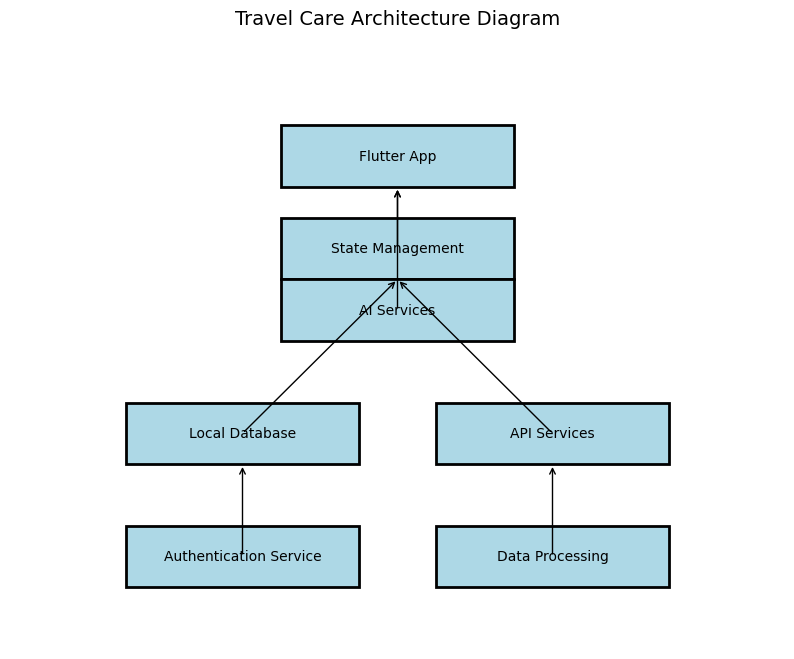 Travel Care Architecture Diagram
Flutter App
State Management
AI Services
Local Database
API Services
Authentication Service
Data Processing